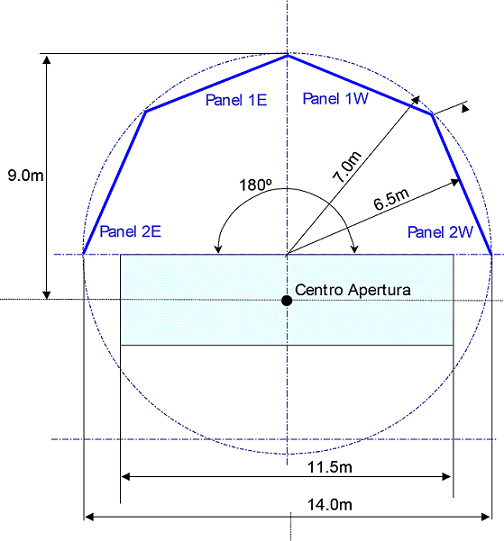 Panel 1E
Panel 1W
9.0m
7.0m
180º
6.5m
Panel 2E
Panel 2W
Centro Apertura
11.5m
14.0m